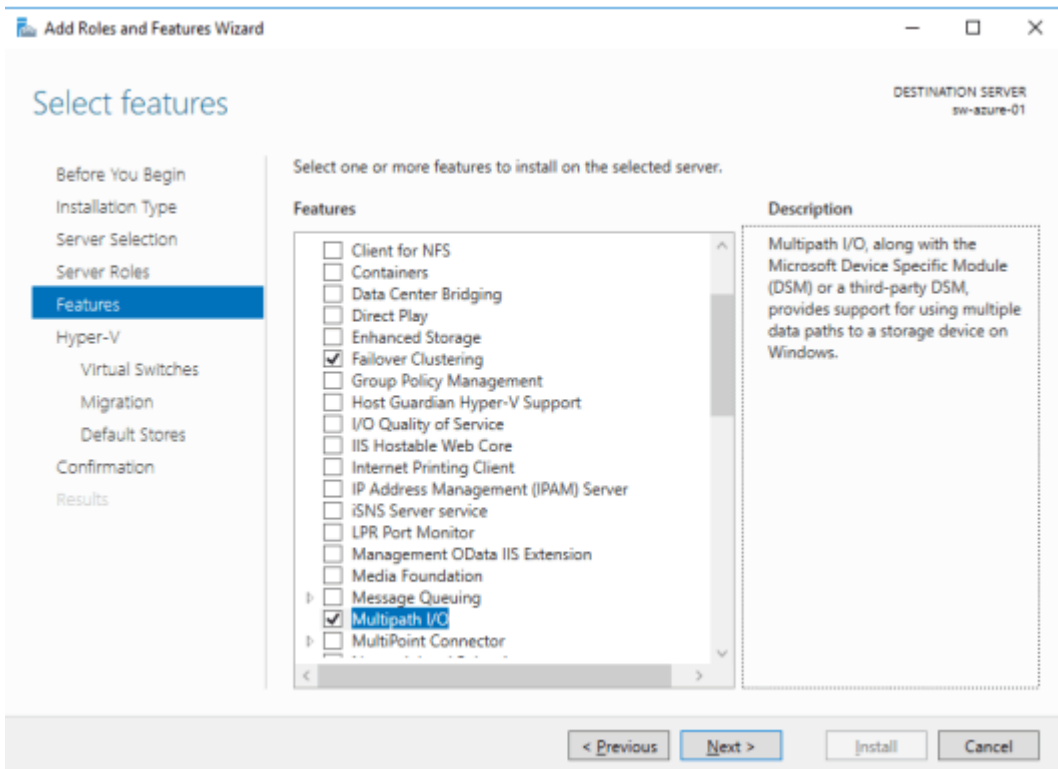 Add Roles and Features Wizard
Select features
DESTINATION SERVER
sw-azure-01
Before You Begin
Installation Type
Server Selection
Server Roles
Features
Hyper-V
Virtual Switches
Migration
Default Stores
Confirmation
Results
Select one or more features to install on the selected server.
Features
Client for NFS
Containers
Data Center Bridging
Direct Play
Enhanced Storage
Failover Clustering
Group Policy Management
Host Guardian Hyper-V Support
I/O Quality of Service
IIS Hostable Web Core
Internet Printing Client
IP Address Management (IPAM) Server
iSNS Server service
LPR Port Monitor
Management OData IIS Extension
Media Foundation
Message Queuing
Multipath I/O
MultiPoint Connector
Description
Multipath I/O, along with the
Microsoft Device Specific Module
(DSM) or a third-party DSM,
provides support for using multiple
data paths to a storage device on
Windows.
< Previous
Next >
Install
Cancel